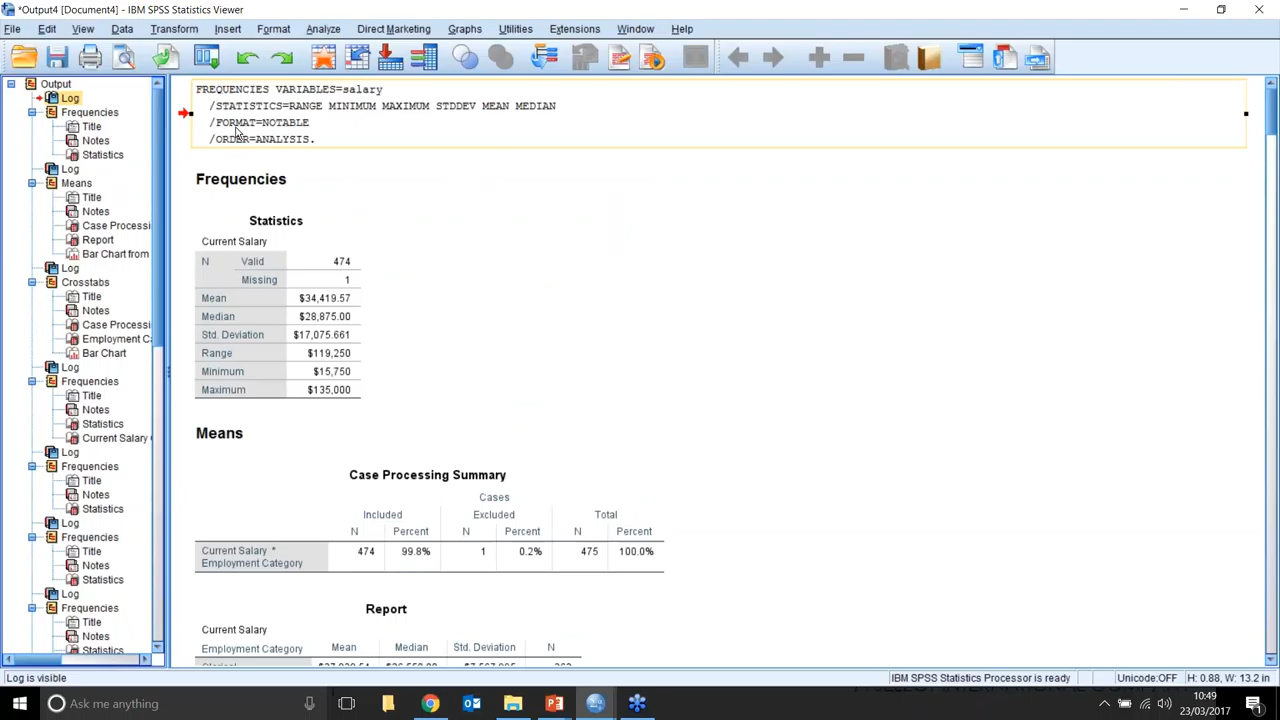 *Output4 [Document4] - IBM SPSS Statistics Viewer
File Edit View Data Transform Insert Format Analyze Direct Marketing Graphs Utilities Extensions Window Help
Output
Log
Frequencies
Title
Notes
Statistics
Log
Means
Title
Notes
Case Processi
Report
Bar Chart from
Log
Crosstabs
Title
Notes
Case Processi
Employment C
Bar Chart
Log
Frequencies
Title
Notes
Statistics
Current Salary
Log
Frequencies
Title
Notes
Statistics
Log
Frequencies
Title
Notes
Statistics
Log
Frequencies
Title
Notes
Statistics
FREQUENCIES VARIABLES=salary
/STATISTICS=RANGE MINIMUM MAXIMUM STDDEV MEAN MEDIAN
/FORMAT=NOTABLE
/ORDER=ANALYSIS.
Frequencies
Statistics
Current Salary
N Valid 474
Missing 1
Mean $34,419.57
Median $28,875.00
Std. Deviation $17,075.661
Range $119,250
Minimum $15,750
Maximum $135,000
Means
Case Processing Summary
Cases
Included Excluded Total
N Percent N Percent N Percent
Current Salary * 474 99.8% 1 0.2% 475 100.0%
Employment Category
Report
Current Salary
Employment Category Mean Median Std. Deviation N
Log is visible
IBM SPSS Statistics Processor is ready Unicode:OFF H: 0.88, W: 13.2 in
Ask me anything
10:49
23/03/2017